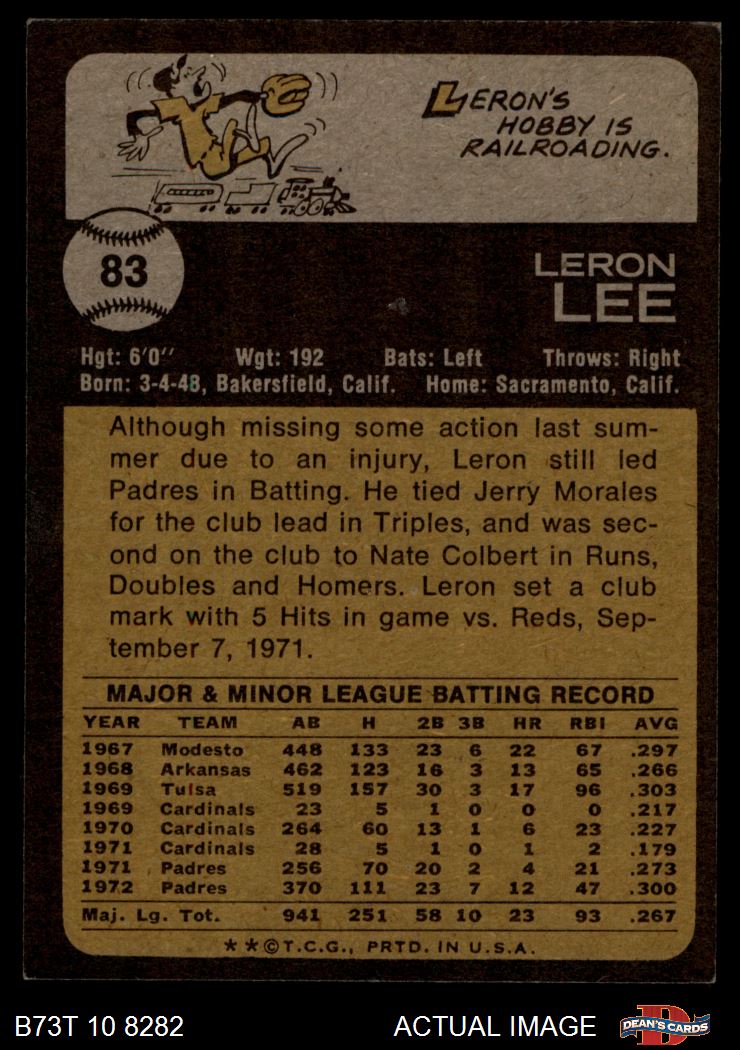 LERON'S
HOBBY IS
RAILROADING.
83
LERON
LEE
Hgt: 6'0" Wgt: 192 Bats: Left Throws: Right
Born: 3-4-48, Bakersfield, Calif. Home: Sacramento, Calif.
Although missing some action last sum-
mer due to an injury, Leron still led
Padres in Batting. He tied Jerry Morales
for the club lead in Triples, and was sec-
ond on the club to Nate Colbert in Runs,
Doubles and Homers. Leron set a club
mark with 5 Hits in game vs. Reds, Sep-
tember 7, 1971.
MAJOR & MINOR LEAGUE BATTING RECORD
YEAR TEAM AB H 2B 3B HR RBI AVG
1967 Modesto 448 133 23 6 22 67 .297
1968 Arkansas 462 123 16 3 13 65 .266
1969 Tulsa 519 157 30 3 17 96 .303
1969 Cardinals 23 5 1 0 0 0 .217
1970 Cardinals 264 60 13 1 6 23 .227
1971 Cardinals 28 5 1 0 1 2 .179
1971 Padres 256 70 20 2 4 21 .273
1972 Padres 370 111 23 7 12 47 .300
Maj. Lg. Tot. 941 251 58 10 23 93 .267
**©T.C.G., PRTD. IN U.S.A.
B73T 10 8282 ACTUAL IMAGE DEAN'S CARDS